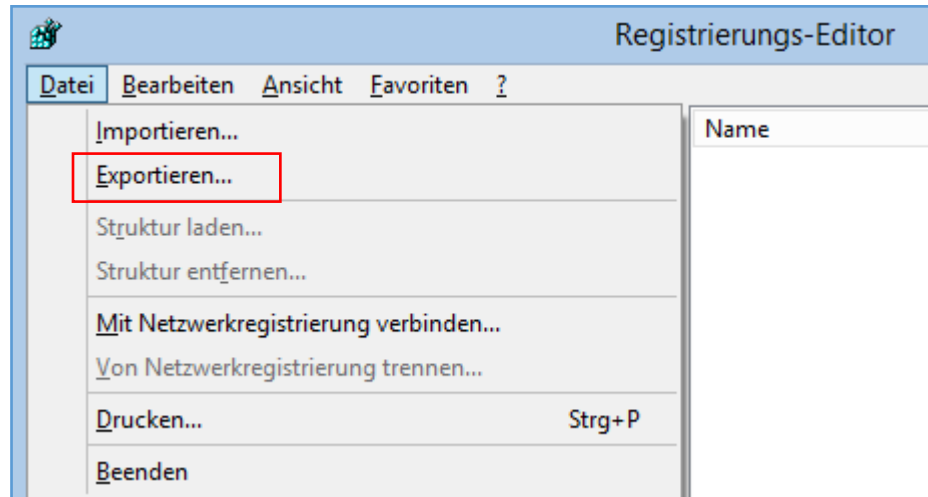 Registrierungs-Editor
Datei Bearbeiten Ansicht Favoriten ?
Importieren...
Name
Exportieren...
Struktur laden...
Struktur entfernen...
Mit Netzwerkregistrierung verbinden...
Von Netzwerkregistrierung trennen...
Drucken... Strg+P
Beenden